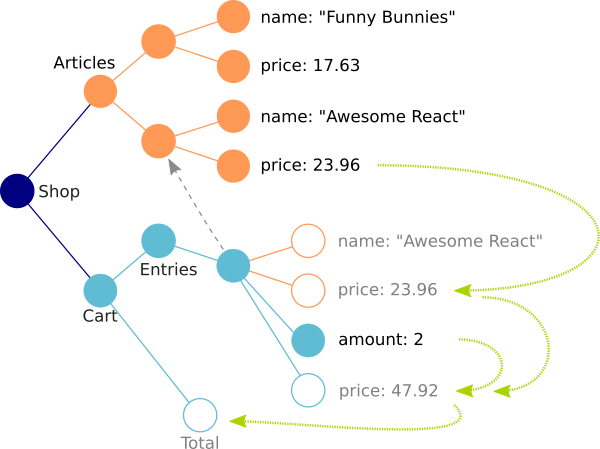 name: "Funny Bunnies"
Articles
price: 17.63
name: "Awesome React"
price: 23.96
Shop
name: "Awesome React"
Entries
price: 23.96
Cart
amount: 2
price: 47.92
Total